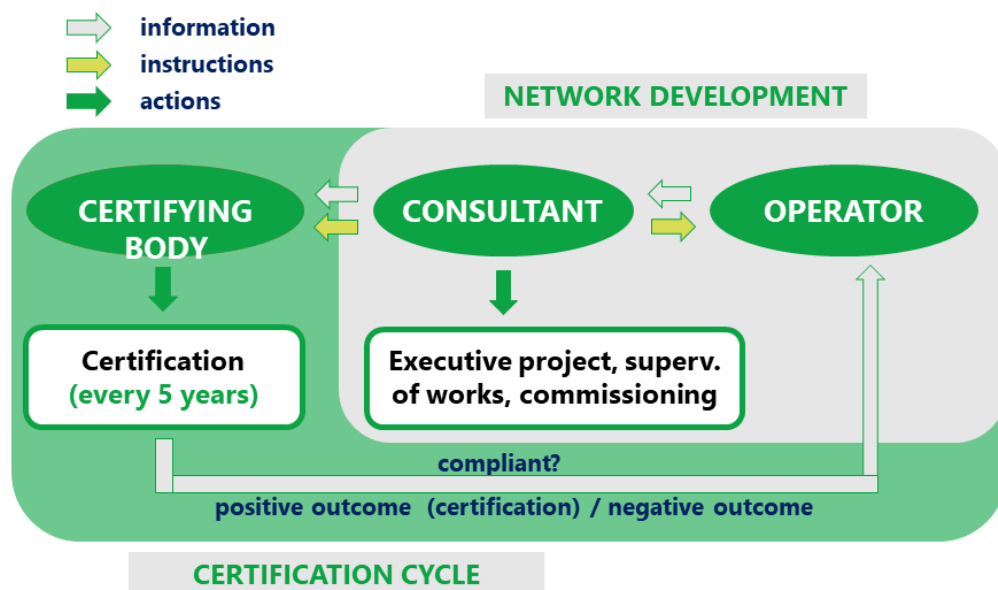 information
instructions
actions
NETWORK DEVELOPMENT
CERTIFYING
BODY
CONSULTANT
OPERATOR
Certification
(every 5 years)
Executive project, superv.
of works, commissioning
compliant?
positive outcome (certification) / negative outcome
CERTIFICATION CYCLE